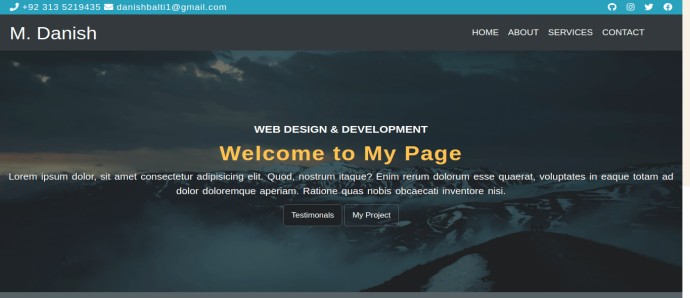 +92 313 5219435 danishbalti1@gmail.com
M. Danish
HOME ABOUT SERVICES CONTACT
WEB DESIGN & DEVELOPMENT
Welcome to My Page
Lorem ipsum dolor, sit amet consectetur adipisicing elit. Quod, nostrum itaque? Enim rerum dolorum esse quaerat, voluptates in eaque totam ad
dolor doloremque aperiam. Ratione quas nobis obcaecati inventore nisi.
Testimonals My Project